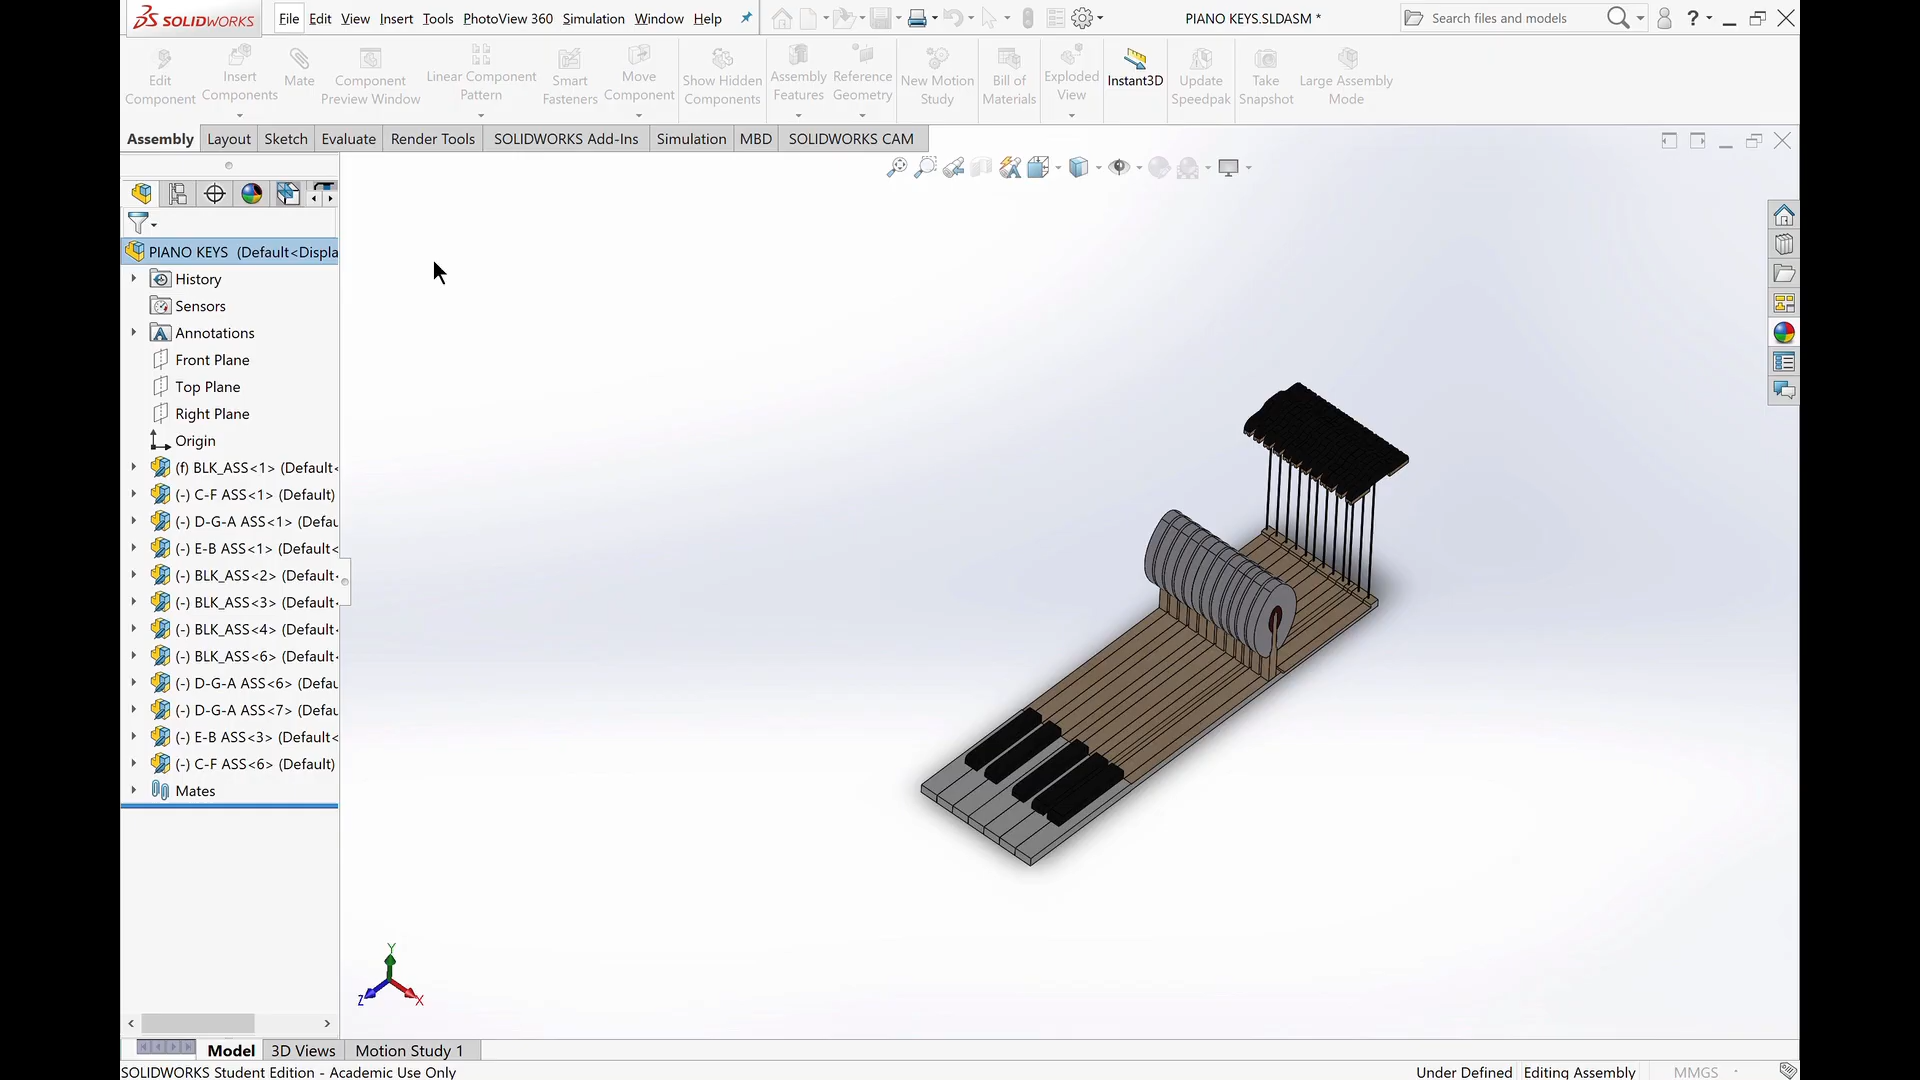 SOLIDWORKS File Edit View Insert Tools PhotoView 360 Simulation Window Help PIANO KEYS.SLDASM * Search files and models ?
Edit Component
Insert Components
Mate
Component Preview Window
Linear Component Pattern
Smart Fasteners
Move Component
Show Hidden Components
Assembly Features
Reference Geometry
New Motion Study
Bill of Materials
Exploded View
Instant3D
Update Speedpak
Take Snapshot
Large Assembly Mode
Assembly Layout Sketch Evaluate Render Tools SOLIDWORKS Add-Ins Simulation MBD SOLIDWORKS CAM
PIANO KEYS (Default<Displa
History
Sensors
Annotations
Front Plane
Top Plane
Right Plane
Origin
(f) BLK_ASS<1> (Default<
(-) C-F ASS<1> (Default)
(-) D-G-A ASS<1> (Defau
(-) E-B ASS<1> (Default<
(-) BLK_ASS<2> (Default
(-) BLK_ASS<3> (Default
(-) BLK_ASS<4> (Default
(-) BLK_ASS<6> (Default
(-) D-G-A ASS<6> (Defau
(-) D-G-A ASS<7> (Defau
(-) E-B ASS<3> (Default<
(-) C-F ASS<6> (Default)
Mates
Y
Z X
Model 3D Views Motion Study 1
SOLIDWORKS Student Edition - Academic Use Only Under Defined Editing Assembly MMGS